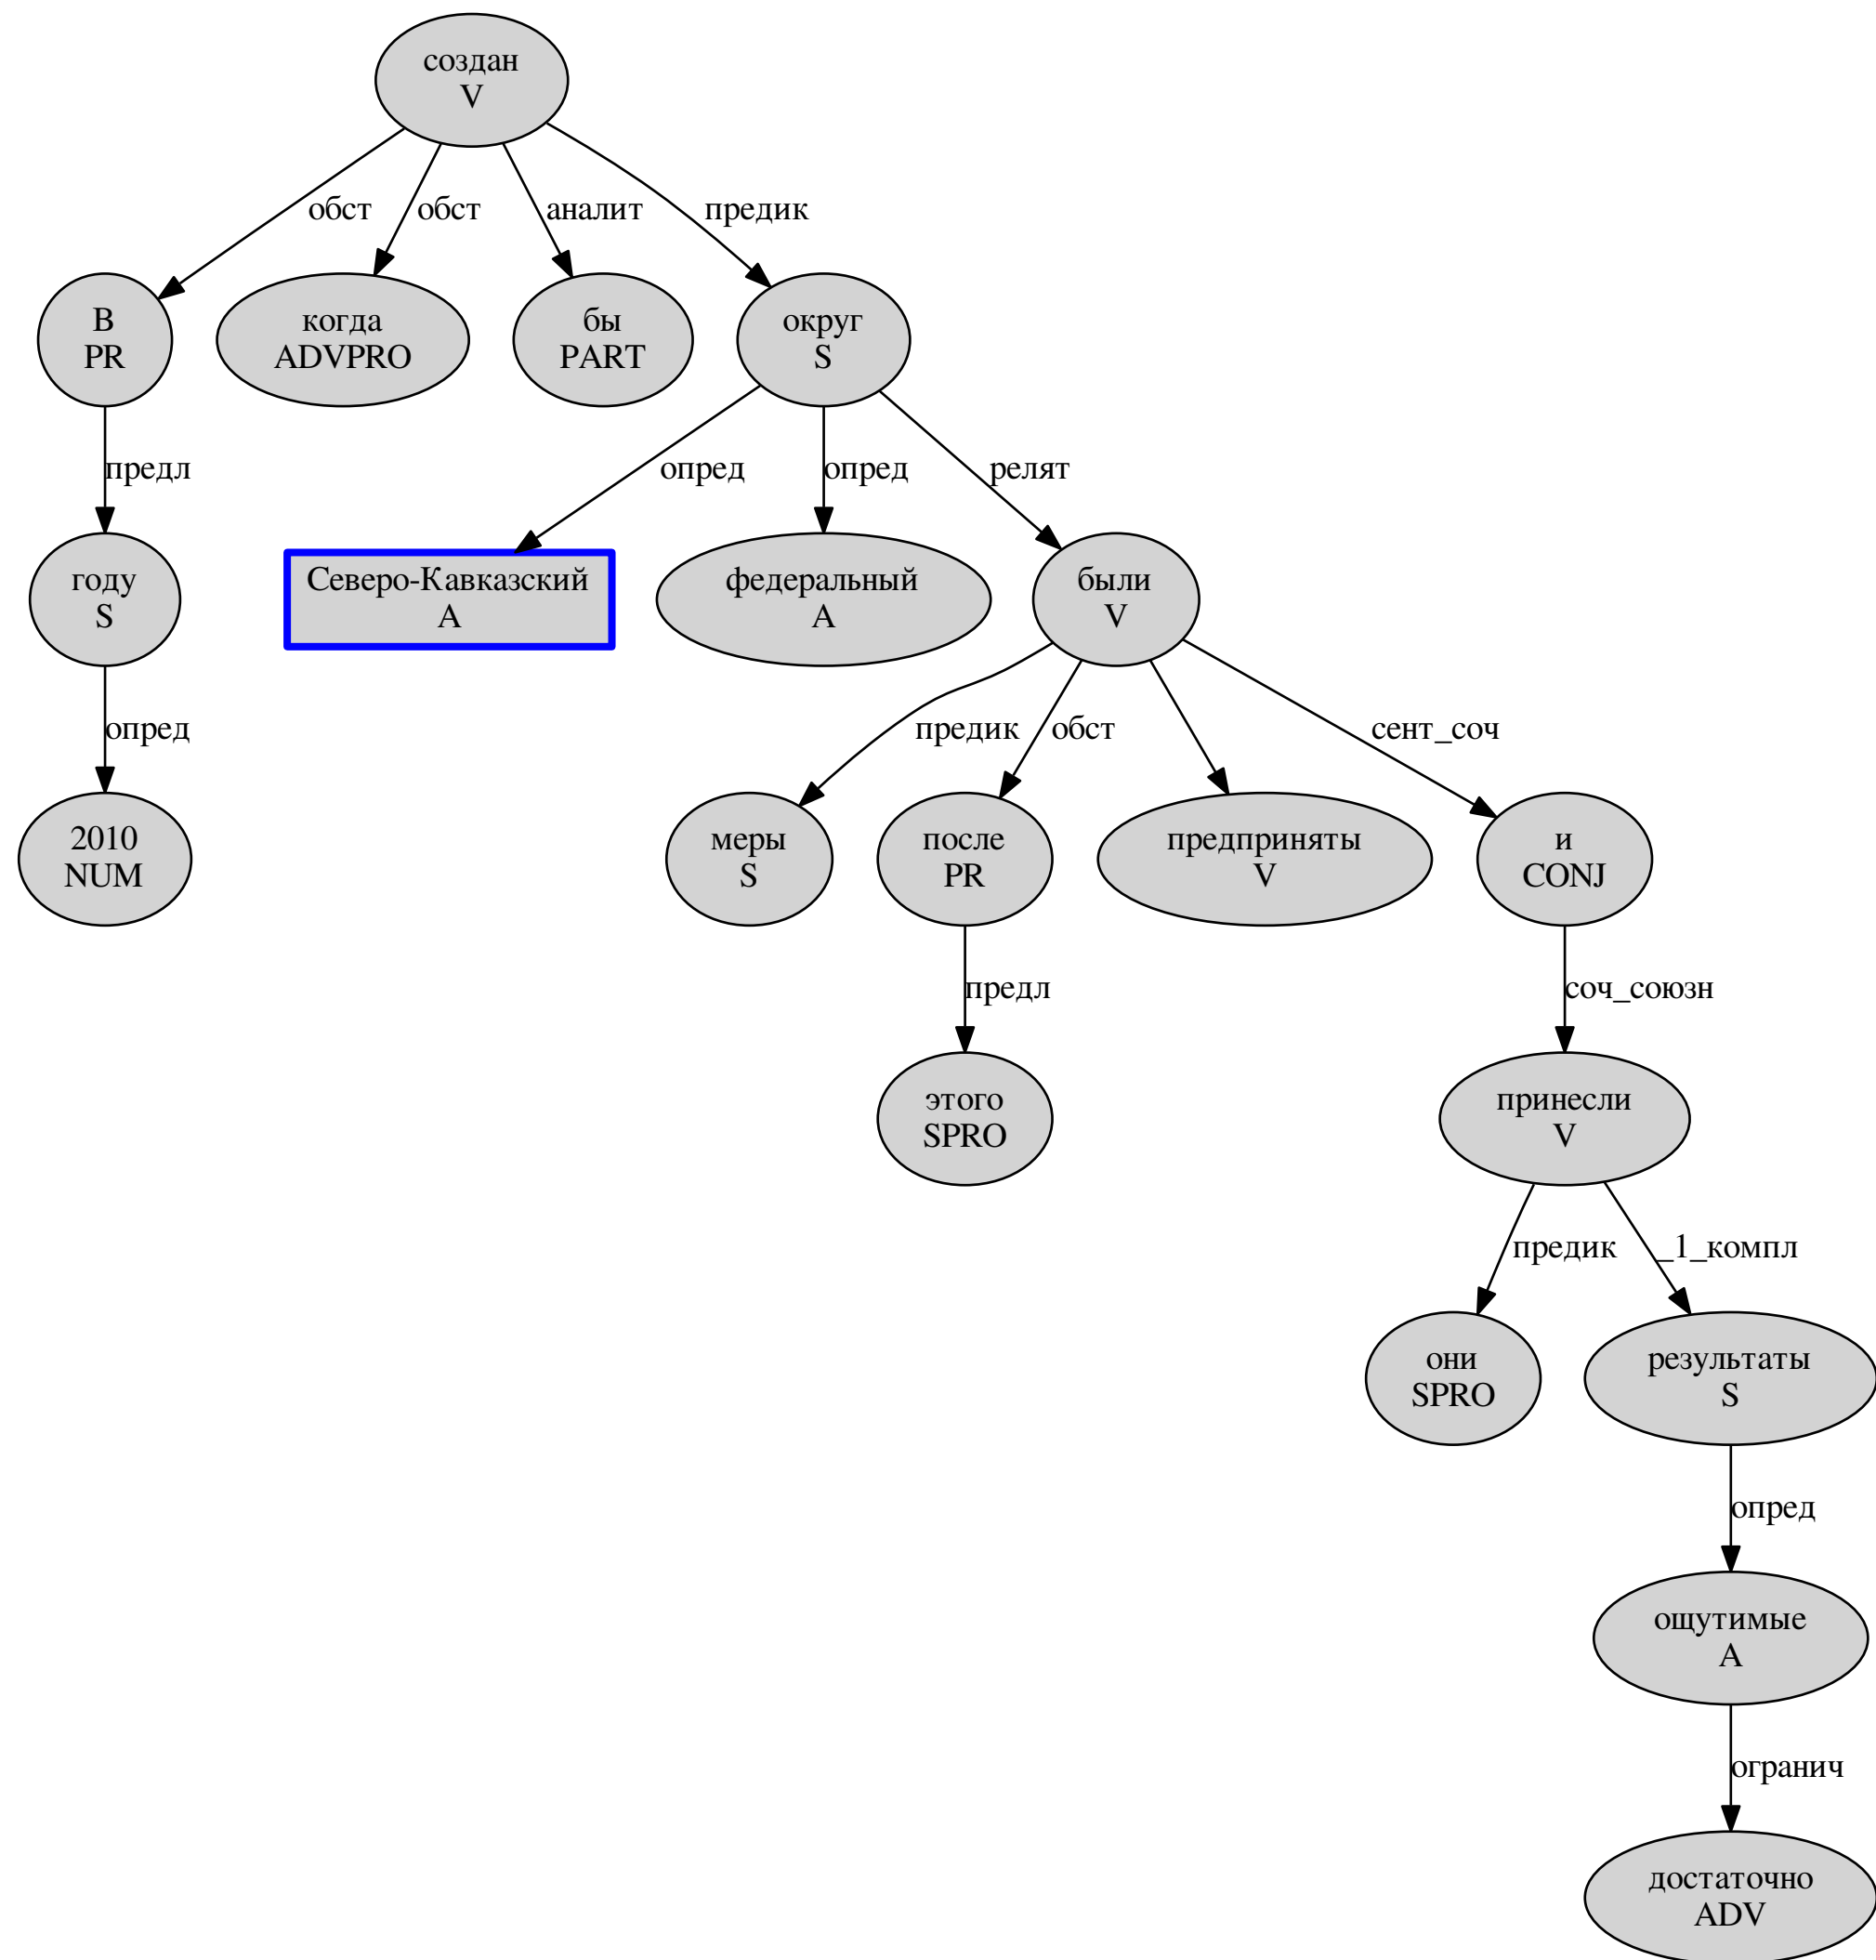 создан
V
обст
обст
аналит
предик
В
PR
когда
ADVPRO
бы
PART
округ
S
предл
опред
опред
релят
году
S
Северо-Кавказский
A
федеральный
A
были
V
опред
предик
обст
сент_соч
2010
NUM
меры
S
после
PR
предприняты
V
и
CONJ
предл
соч_союзн
этого
SPRO
принесли
V
предик
_1_компл
они
SPRO
результаты
S
опред
ощутимые
A
огранич
достаточно
ADV